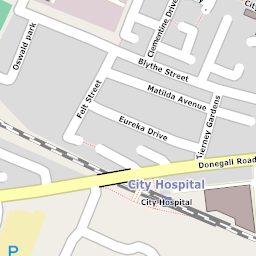 Clementine Drive
Oswald park
Blythe Street
Felt Street
Matilda Avenue
Tierney Gardens
Eureka Drive
Donegall Road
City Hospital
City Hospital
P